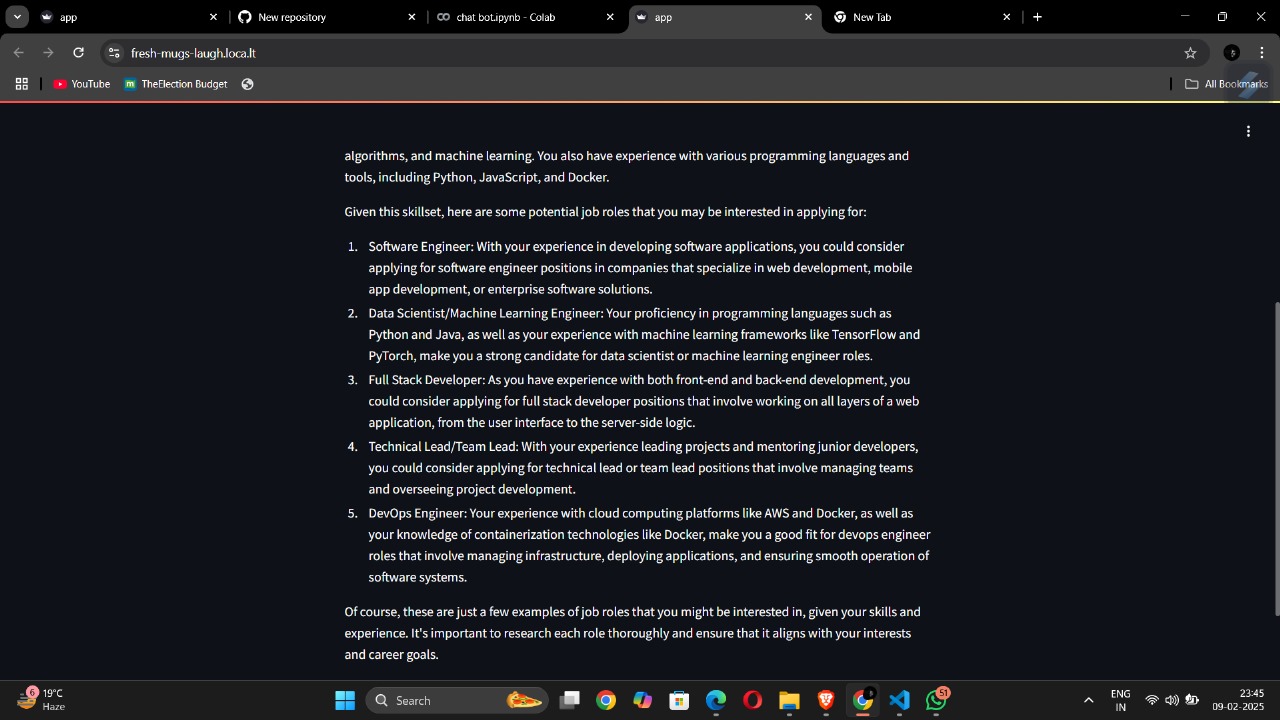 app
New repository
chat bot.ipynb - Colab
app
New Tab
fresh-mugs-laugh.loca.lt
YouTube
TheElection Budget
All Bookmarks
algorithms, and machine learning. You also have experience with various programming languages and
tools, including Python, JavaScript, and Docker.
Given this skillset, here are some potential job roles that you may be interested in applying for:
1. Software Engineer: With your experience in developing software applications, you could consider
applying for software engineer positions in companies that specialize in web development, mobile
app development, or enterprise software solutions.
2. Data Scientist/Machine Learning Engineer: Your proficiency in programming languages such as
Python and Java, as well as your experience with machine learning frameworks like TensorFlow and
PyTorch, make you a strong candidate for data scientist or machine learning engineer roles.
3. Full Stack Developer: As you have experience with both front-end and back-end development, you
could consider applying for full stack developer positions that involve working on all layers of a web
application, from the user interface to the server-side logic.
4. Technical Lead/Team Lead: With your experience leading projects and mentoring junior developers,
you could consider applying for technical lead or team lead positions that involve managing teams
and overseeing project development.
5. DevOps Engineer: Your experience with cloud computing platforms like AWS and Docker, as well as
your knowledge of containerization technologies like Docker, make you a good fit for devops engineer
roles that involve managing infrastructure, deploying applications, and ensuring smooth operation of
software systems.
Of course, these are just a few examples of job roles that you might be interested in, given your skills and
experience. It's important to research each role thoroughly and ensure that it aligns with your interests
and career goals.
6
19°C
Haze
Search
51
ENG
IN
23:45
09-02-2025